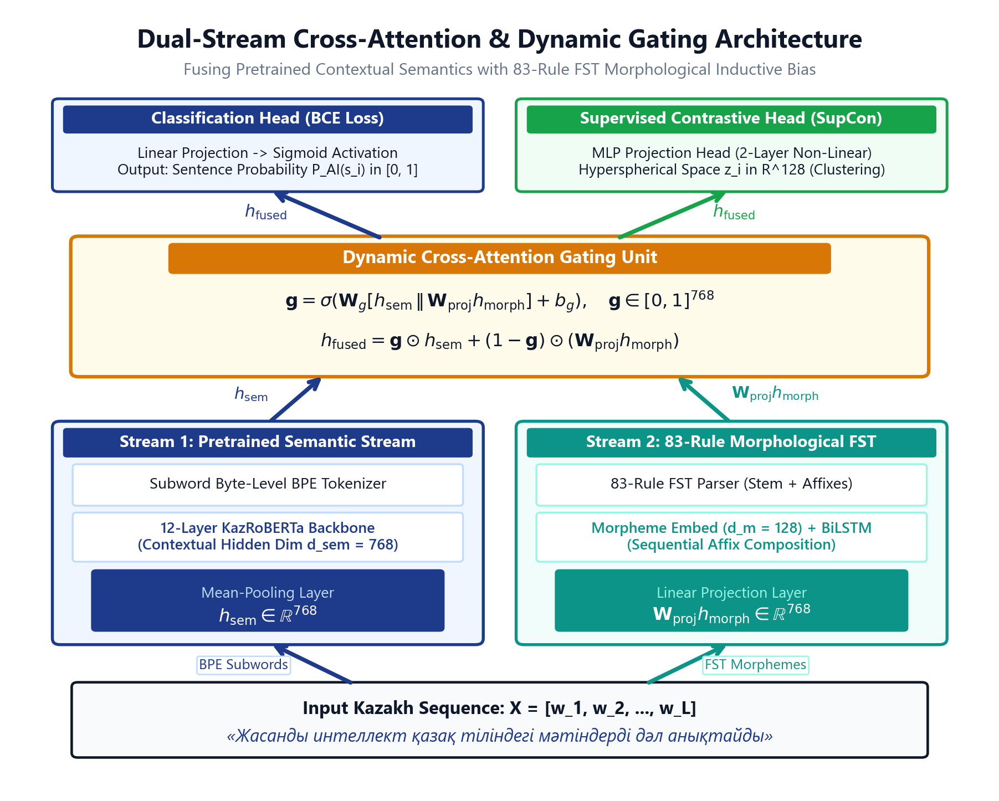 Dual-Stream Cross-Attention & Dynamic Gating Architecture
Fusing Pretrained Contextual Semantics with 83-Rule FST Morphological Inductive Bias
Classification Head (BCE Loss)
Linear Projection -> Sigmoid Activation
Output: Sentence Probability P_AI(s_i) in [0, 1]
Supervised Contrastive Head (SupCon)
MLP Projection Head (2-Layer Non-Linear)
Hyperspherical Space z_i in R^128 (Clustering)
h_fused
h_fused
Dynamic Cross-Attention Gating Unit
g = σ(W_g[h_sem ∥ W_proj h_morph] + b_g), g ∈ [0, 1]^768
h_fused = g ⊙ h_sem + (1 − g) ⊙ (W_proj h_morph)
h_sem
W_proj h_morph
Stream 1: Pretrained Semantic Stream
Subword Byte-Level BPE Tokenizer
12-Layer KazRoBERTa Backbone
(Contextual Hidden Dim d_sem = 768)
Mean-Pooling Layer
h_sem ∈ ℝ^768
Stream 2: 83-Rule Morphological FST
83-Rule FST Parser (Stem + Affixes)
Morpheme Embed (d_m = 128) + BiLSTM
(Sequential Affix Composition)
Linear Projection Layer
W_proj h_morph ∈ ℝ^768
BPE Subwords
FST Morphemes
Input Kazakh Sequence: X = [w_1, w_2, ..., w_L]
«Жасанды интеллект қазақ тіліндегі мәтіндерді дәл анықтайды»